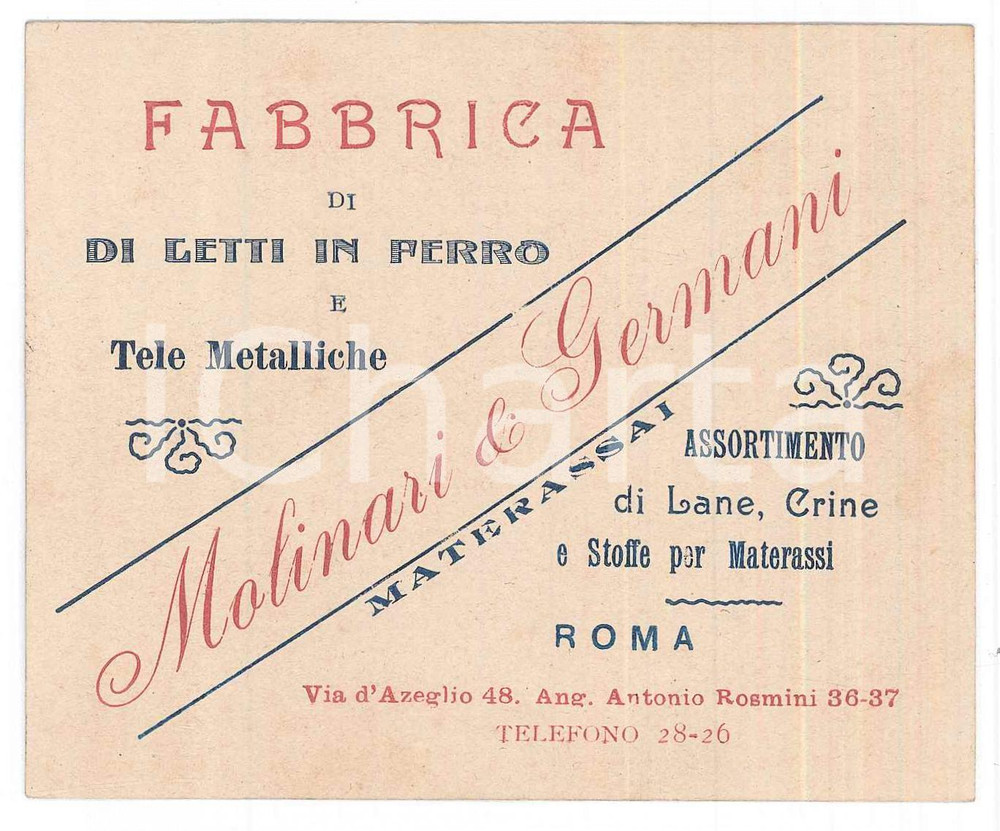 FABBRICA
DI
DI LETTI IN FERRO
E
Tele Metalliche
Molinari & Germani
MATERASSAI
ASSORTIMENTO
di Lane, Crine
e Stoffe per Materassi
ROMA
Via d'Azeglio 48. Ang. Antonio Rosmini 36-37
TELEFONO 28-26
iCharta